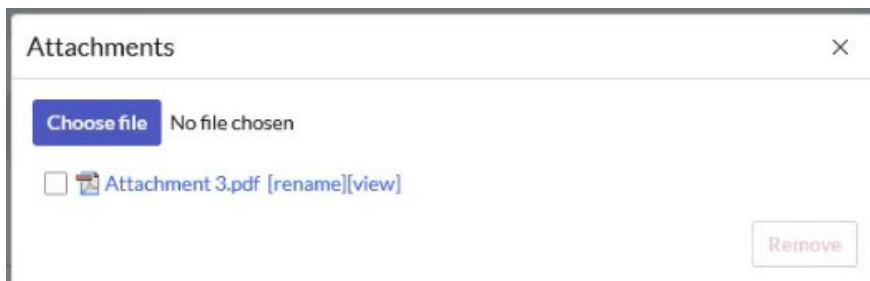 Attachments
Choose file No file chosen
Attachment 3.pdf [rename][view]
Remove